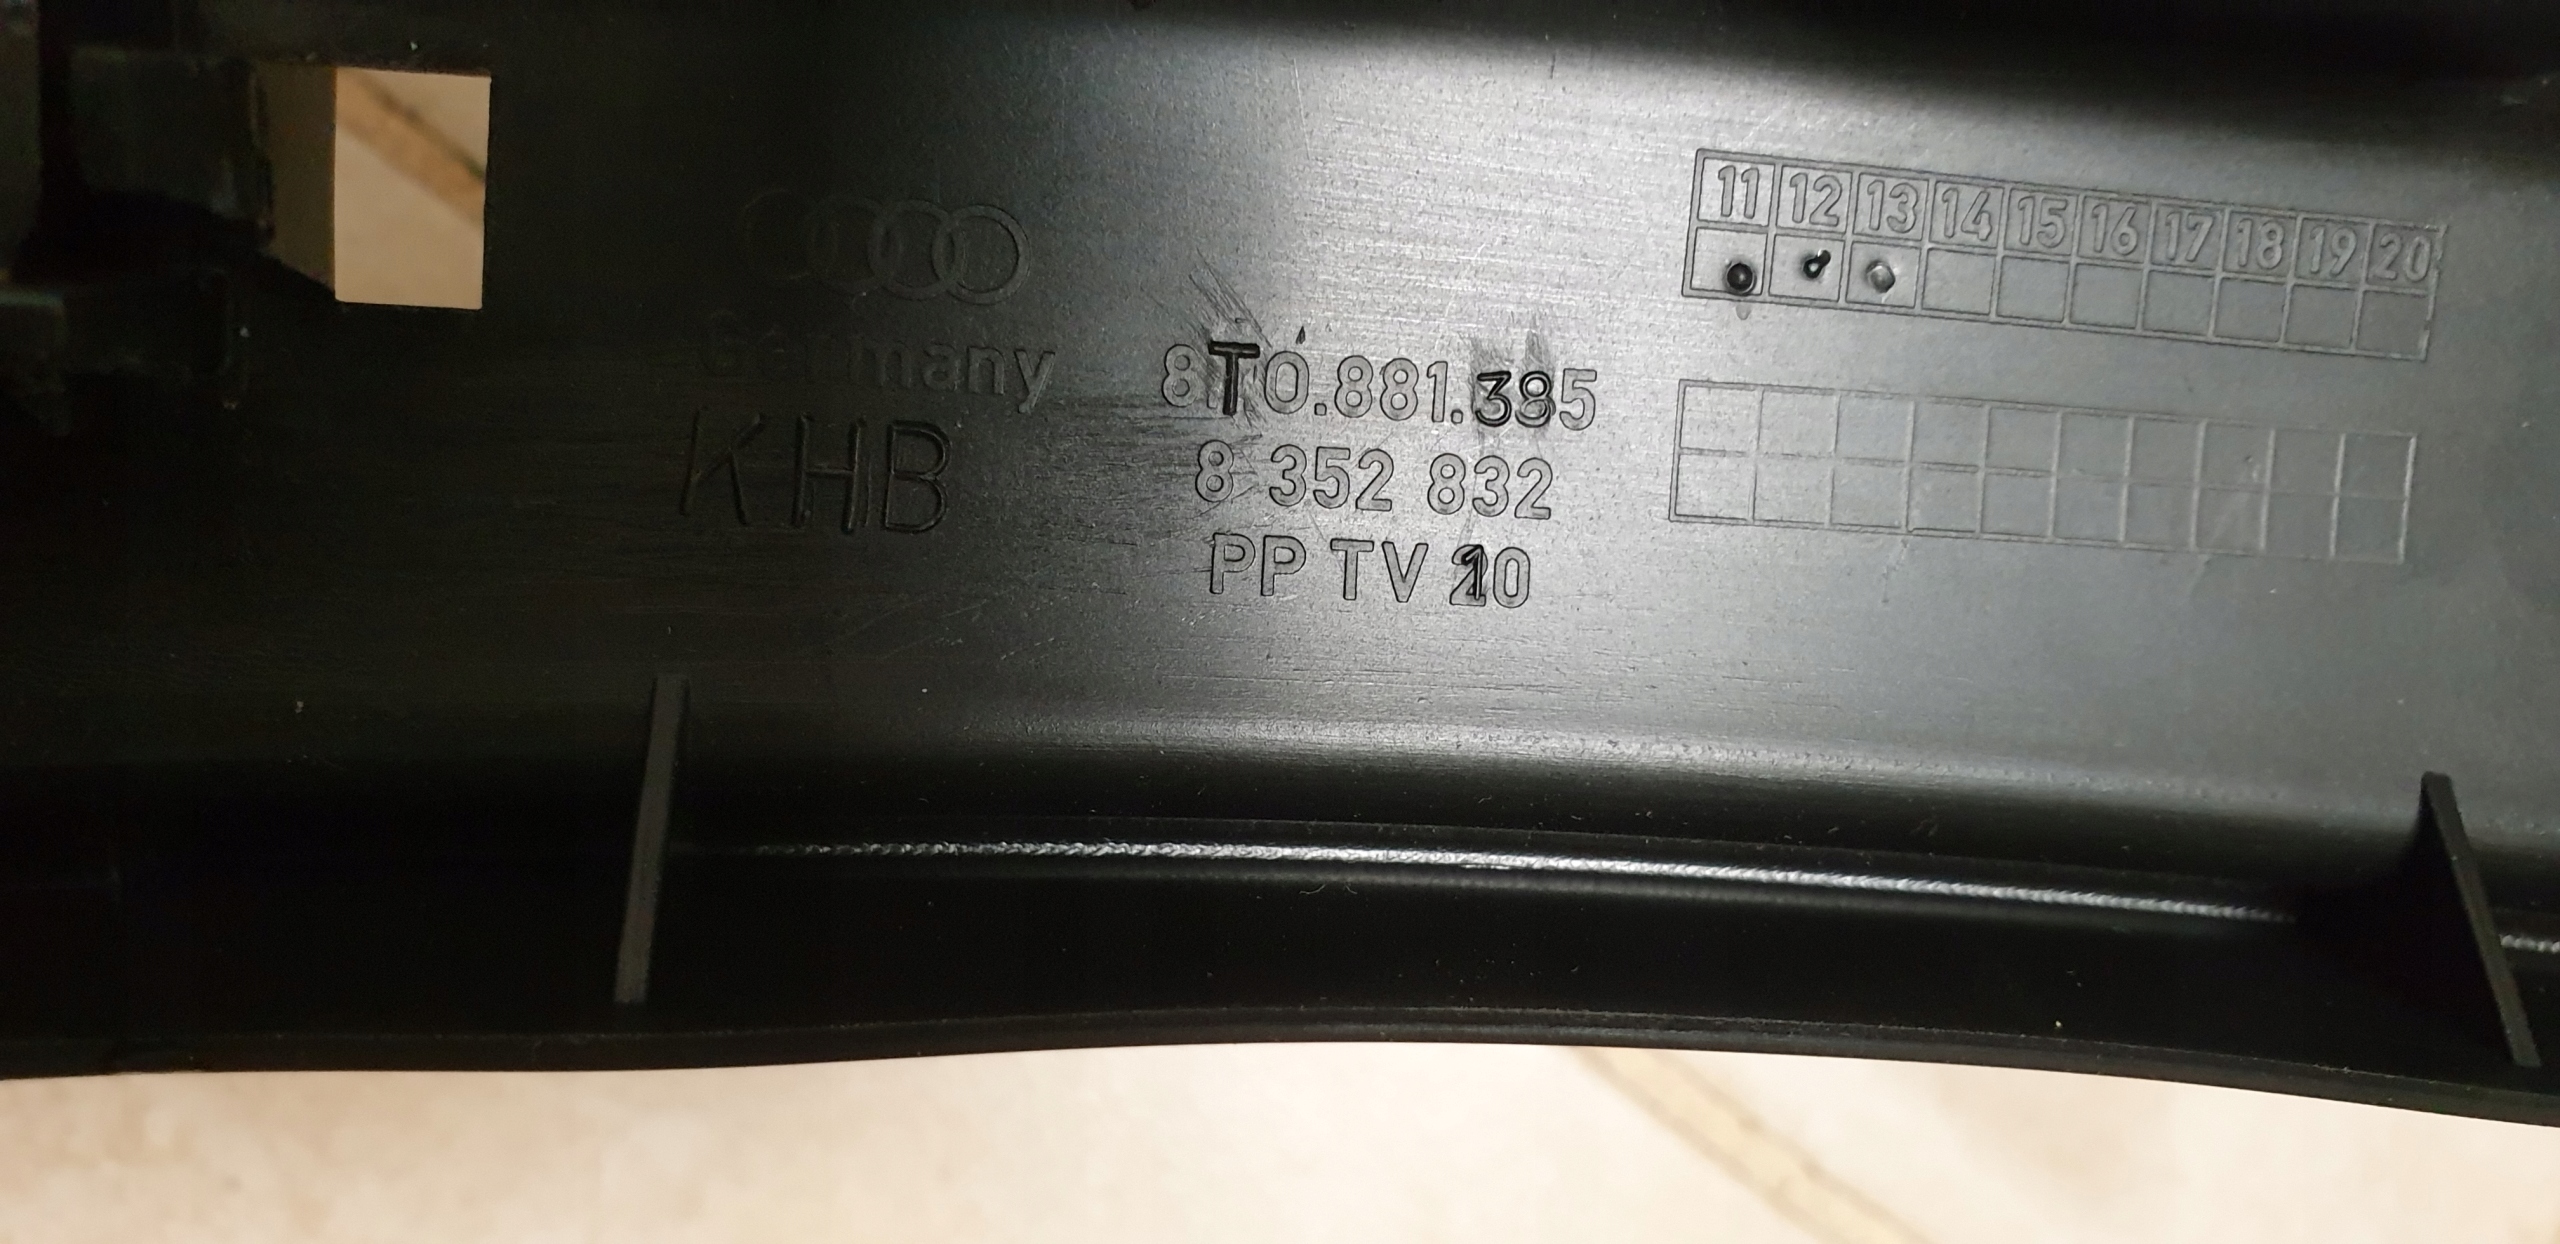 11 12 13 14 15 16 17 18 19 20
Germany
8T0.881.385
KHB
8 352 832
PP TV